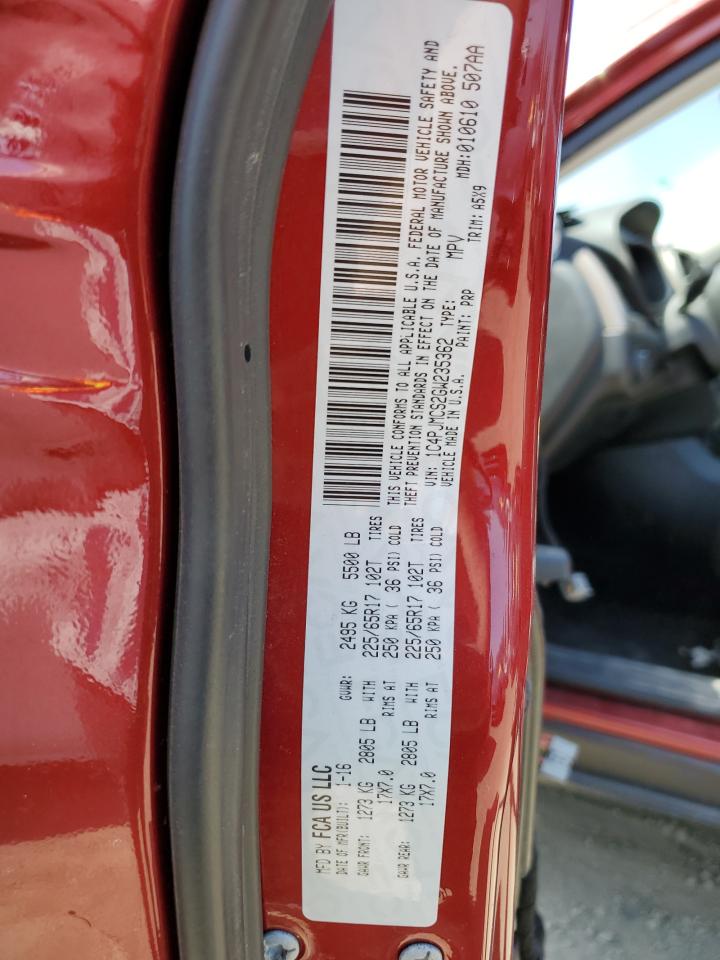 MFD BY FCA US LLC
DATE OF MFR(BUILT): 1-16 GVWR: 2495 KG 5500 LB
GAWR FRONT: 1273 KG 2805 LB WITH 225/65R17 102T TIRES
17X7.0 RIMS AT 250 KPA ( 36 PSI) COLD
GAWR REAR: 1273 KG 2805 LB WITH 225/65R17 102T TIRES
17X7.0 RIMS AT 250 KPA ( 36 PSI) COLD
THIS VEHICLE CONFORMS TO ALL APPLICABLE U.S.A. FEDERAL MOTOR VEHICLE SAFETY AND
THEFT PREVENTION STANDARDS IN EFFECT ON THE DATE OF MANUFACTURE SHOWN ABOVE.
VIN: 1C4PJMCS2GW235362 TYPE: MPV MDH:010610 507AA
VEHICLE MADE IN U.S.A. PAINT: PRP TRIM: A5X9